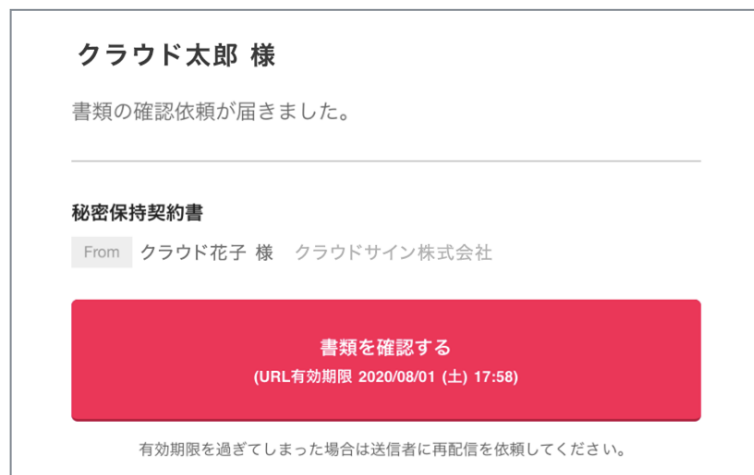 クラウド太郎 様
書類の確認依頼が届きました。
秘密保持契約書
From クラウド花子 様 クラウドサイン株式会社
書類を確認する
(URL有効期限 2020/08/01 (土) 17:58)
有効期限を過ぎてしまった場合は送信者に再配信を依頼してください。